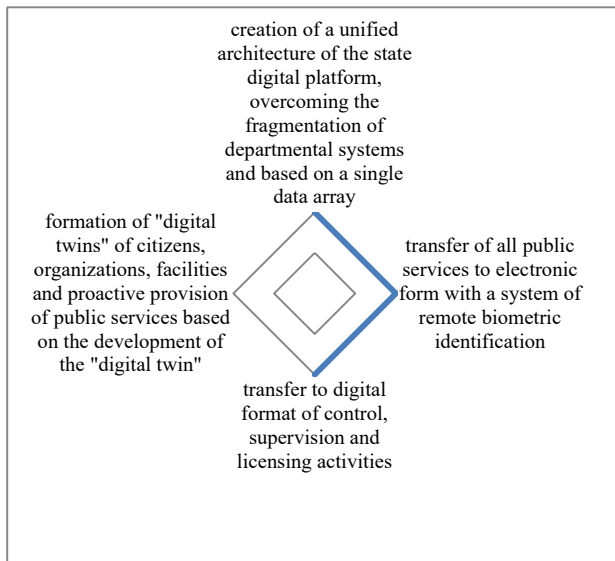 creation of a unified
architecture of the state
digital platform,
overcoming the
fragmentation of
departmental systems
and based on a single
data array
formation of "digital
twins" of citizens,
organizations, facilities
and proactive provision
of public services based
on the development of
the "digital twin"
transfer of all public
services to electronic
form with a system of
remote biometric
identification
transfer to digital
format of control,
supervision and
licensing activities